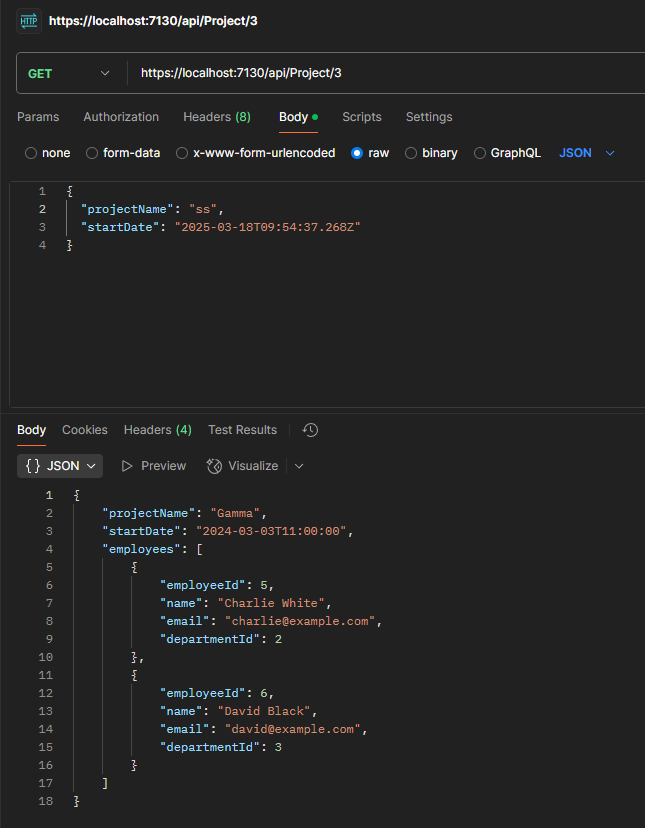 HTTP https://localhost:7130/api/Project/3
GET https://localhost:7130/api/Project/3
Params Authorization Headers (8) Body Scripts Settings
none form-data x-www-form-urlencoded raw binary GraphQL JSON
1 {
2 "projectName": "ss",
3 "startDate": "2025-03-18T09:54:37.268Z"
4 }
Body Cookies Headers (4) Test Results
{} JSON Preview Visualize
1 {
2 "projectName": "Gamma",
3 "startDate": "2024-03-03T11:00:00",
4 "employees": [
5 {
6 "employeeId": 5,
7 "name": "Charlie White",
8 "email": "charlie@example.com",
9 "departmentId": 2
10 },
11 {
12 "employeeId": 6,
13 "name": "David Black",
14 "email": "david@example.com",
15 "departmentId": 3
16 }
17 ]
18 }